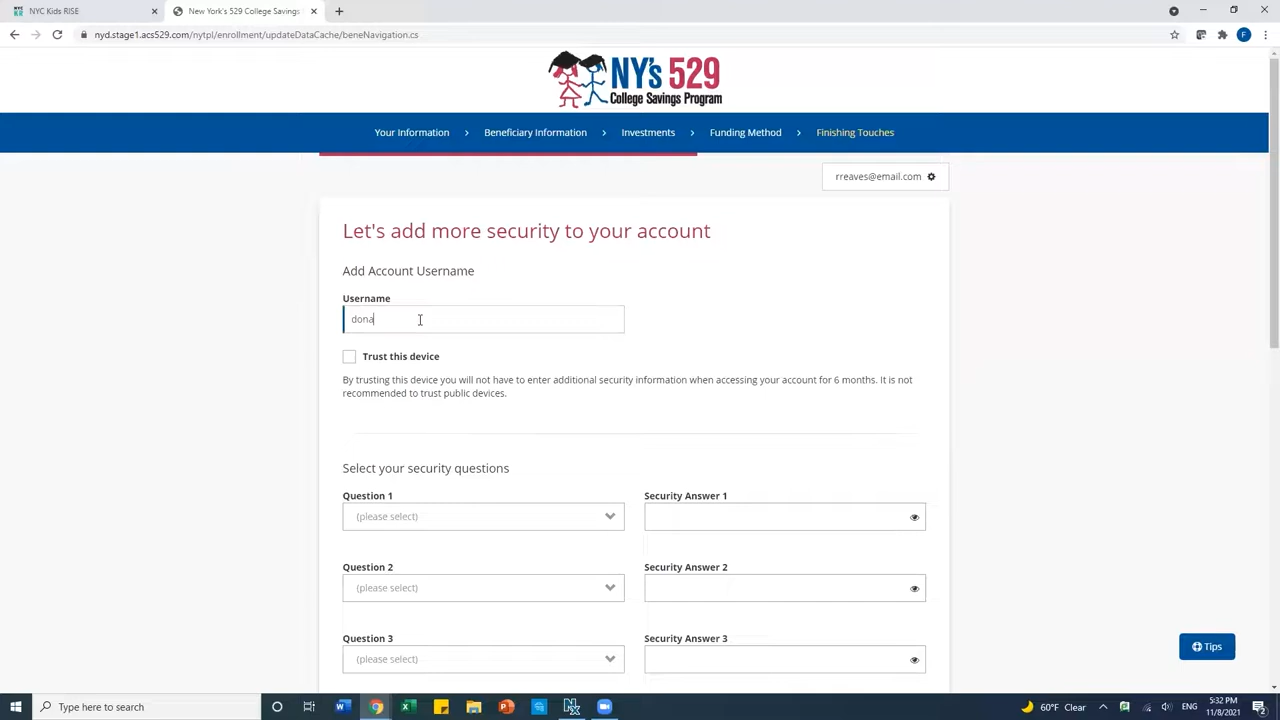 NYC Kids RISE
New York's 529 College Savings
nyd.stage1.acs529.com/nytpl/enrollment/updateDataCache/beneNavigation.cs
F
NY's 529
College Savings Program
Your Information > Beneficiary Information > Investments > Funding Method > Finishing Touches
rreaves@email.com
Let's add more security to your account
Add Account Username
Username
dona
Trust this device
By trusting this device you will not have to enter additional security information when accessing your account for 6 months. It is not
recommended to trust public devices.
Select your security questions
Question 1
Security Answer 1
(please select)
Question 2
Security Answer 2
(please select)
Question 3
Security Answer 3
(please select)
Tips
Type here to search
60°F Clear
ENG
5:32 PM
11/8/2021